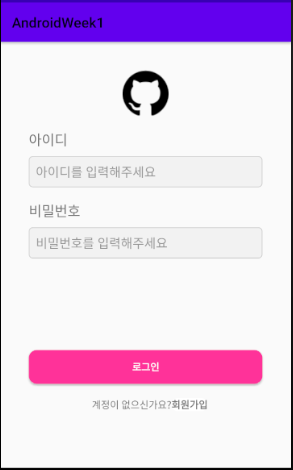 AndroidWeek1
아이디
아이디를 입력해주세요
비밀번호
비밀번호를 입력해주세요
로그인
계정이 없으신가요?회원가입